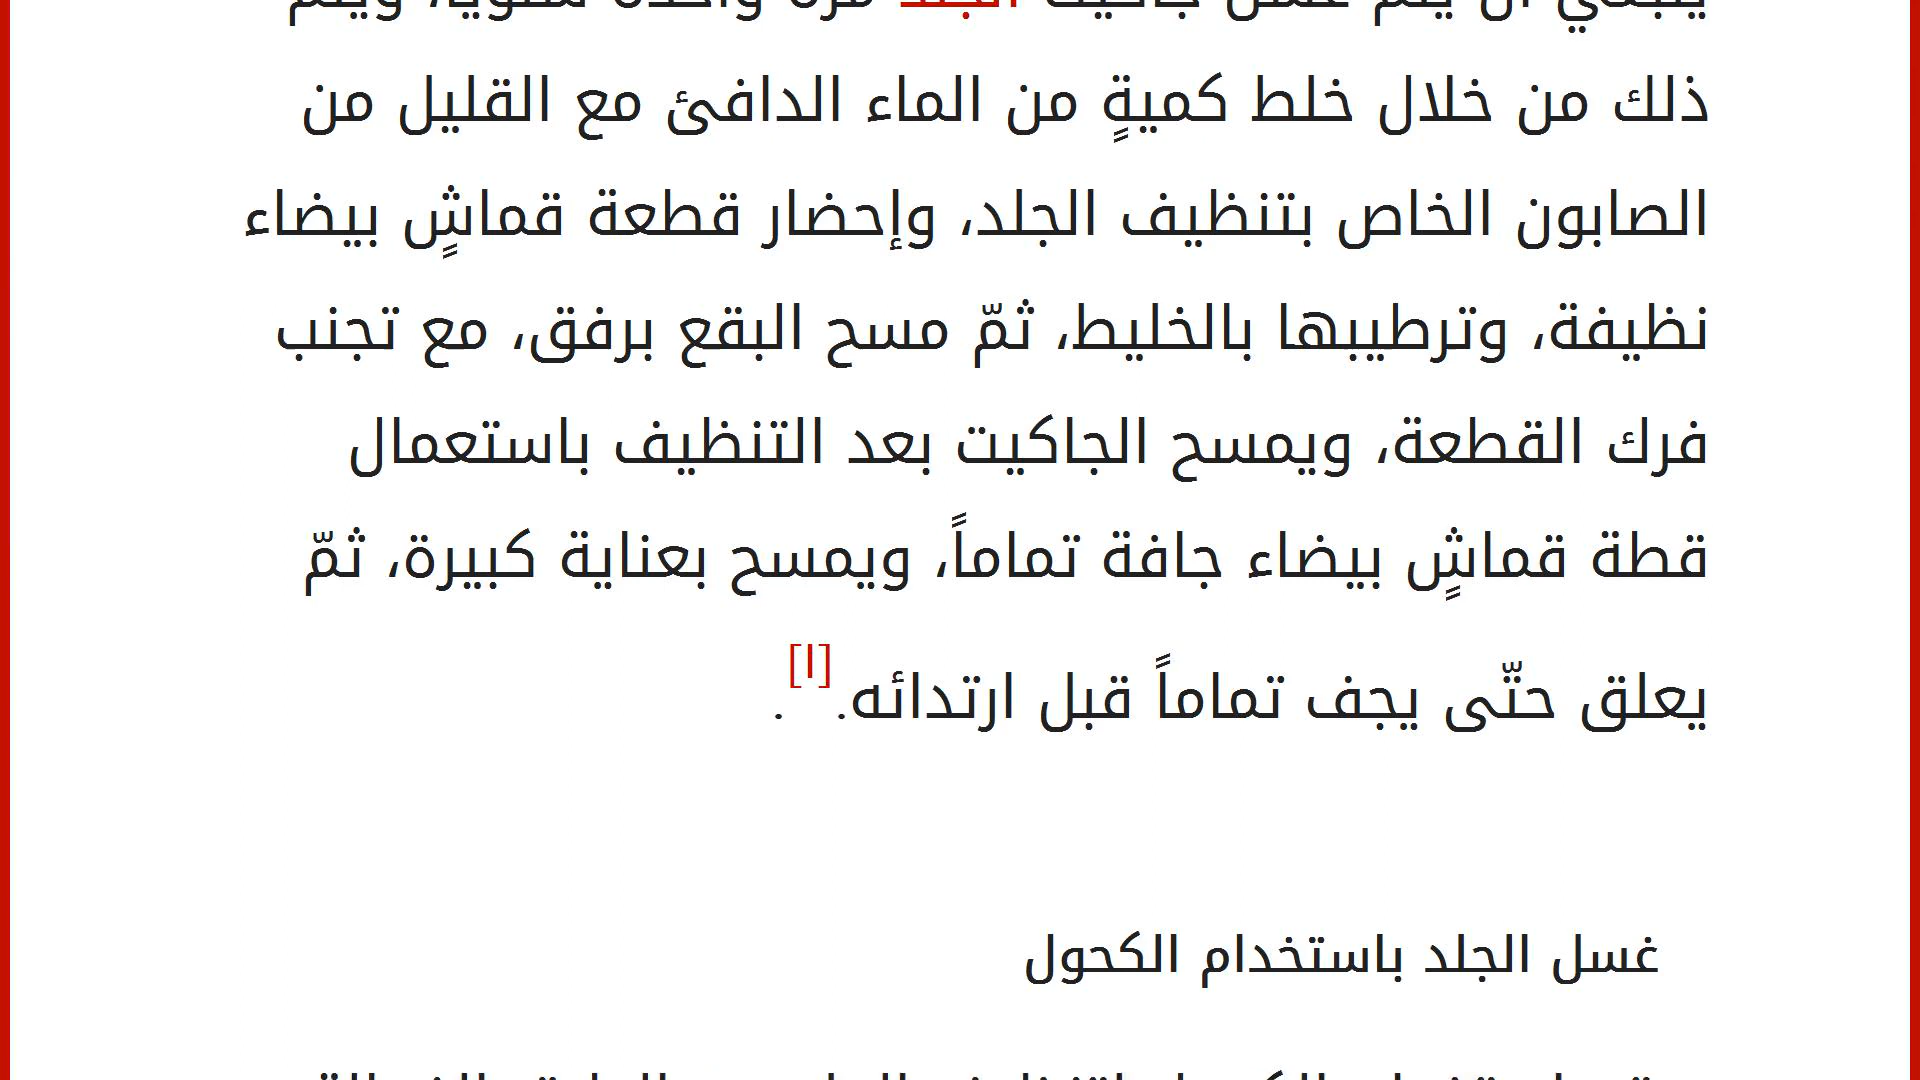 ذلك من خلال خلط كميةٍ من الماء الدافئ مع القليل من
الصابون الخاص بتنظيف الجلد، وإحضار قطعة قماشٍ بيضاء
نظيفة، وترطيبها بالخليط، ثمّ مسح البقع برفق، مع تجنب
فرك القطعة، ويمسح الجاكيت بعد التنظيف باستعمال
قطة قماشٍ بيضاء جافة تماماً، ويمسح بعناية كبيرة، ثمّ
يعلق حتّى يجف تماماً قبل ارتدائه.[١].
غسل الجلد باستخدام الكحول